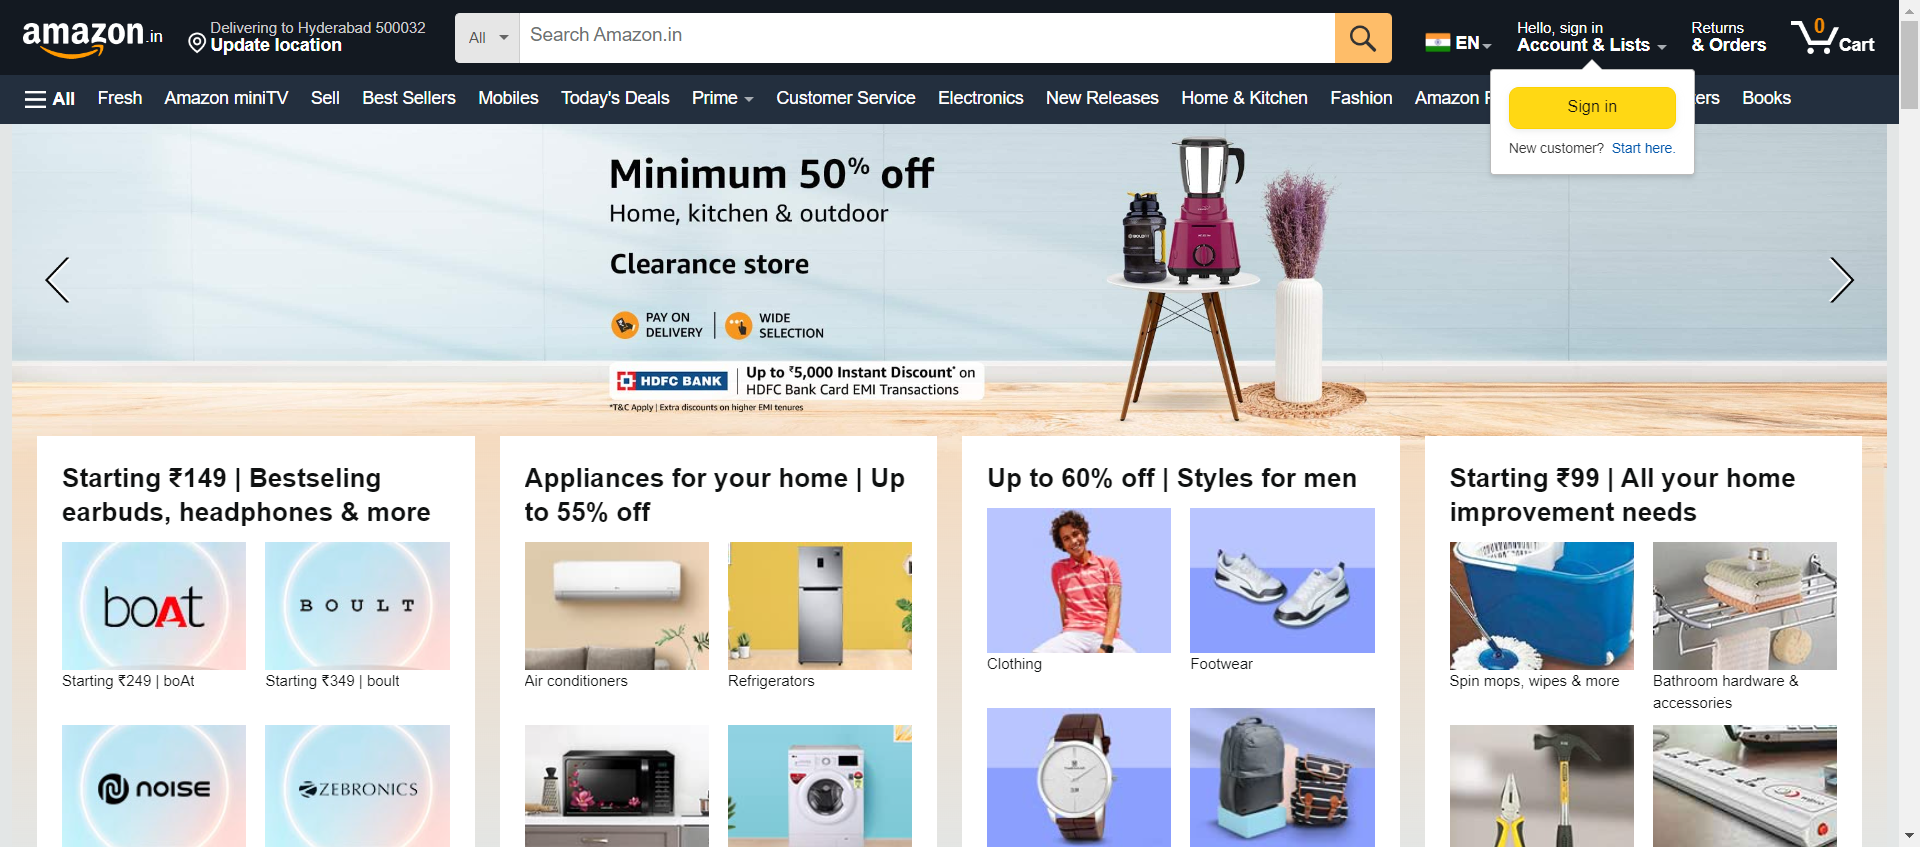 amazon.in
Delivering to Hyderabad 500032
Update location
All
Search Amazon.in
EN
Hello, sign in
Account & Lists
Returns
& Orders
0
Cart
All
Fresh
Amazon miniTV
Sell
Best Sellers
Mobiles
Today's Deals
Prime
Customer Service
Electronics
New Releases
Home & Kitchen
Fashion
Amazon
Books
Sign in
New customer? Start here.
Minimum 50% off
Home, kitchen & outdoor
Clearance store
PAY ON
DELIVERY
WIDE
SELECTION
HDFC BANK
Up to ₹5,000 Instant Discount* on
HDFC Bank Card EMI Transactions
*T&C Apply | Extra discounts on higher EMI tenures
Starting ₹149 | Bestseling
earbuds, headphones & more
boAt
BOULT
Starting ₹249 | boAt
Starting ₹349 | boult
NOISE
ZEBRONICS
Appliances for your home | Up
to 55% off
Air conditioners
Refrigerators
Up to 60% off | Styles for men
Clothing
Footwear
Starting ₹99 | All your home
improvement needs
Spin mops, wipes & more
Bathroom hardware &
accessories